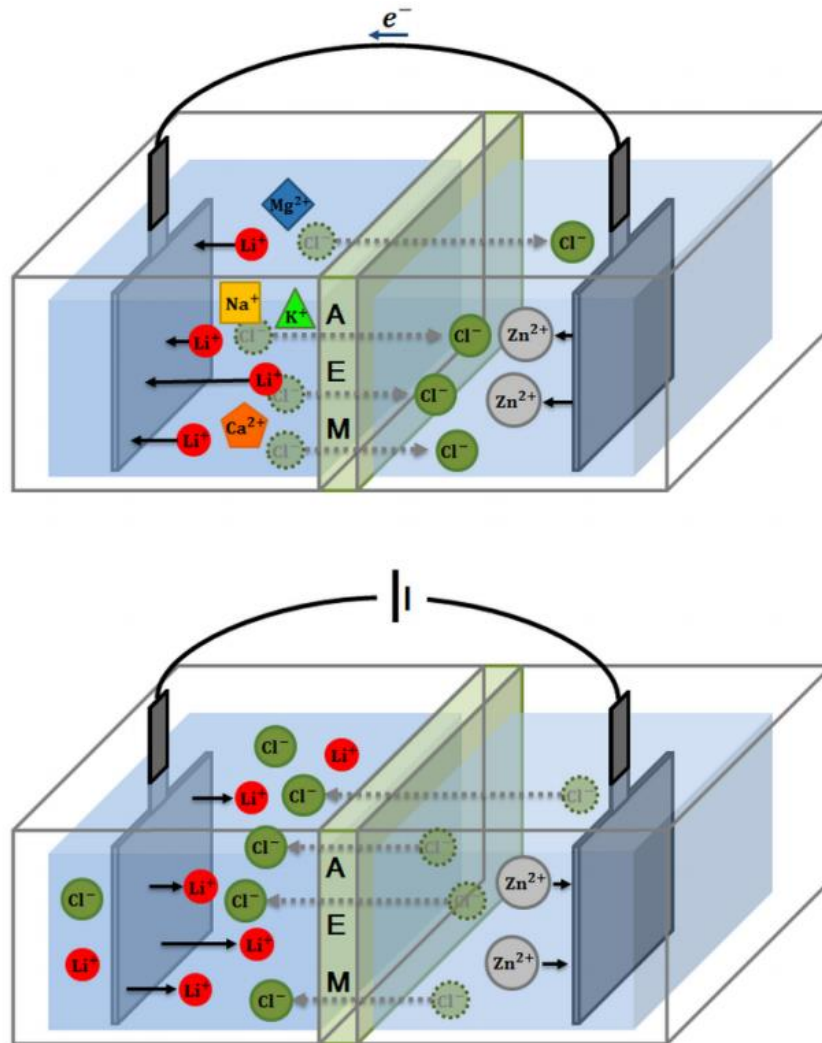 e⁻
Mg²⁺
Li⁺ Cl⁻ Cl⁻
Na⁺ K⁺ A
Li⁺ Cl⁻ Cl⁻ Zn²⁺
Li⁺ Cl⁻ E Cl⁻ Zn²⁺
Li⁺ Ca²⁺ Cl⁻ M Cl⁻
Cl⁻ Li⁺
Li⁺ Cl⁻ Cl⁻
Cl⁻ A Cl⁻
Cl⁻ Li⁺ Cl⁻ Cl⁻ Zn²⁺
Li⁺ Li⁺ E Zn²⁺
Li⁺ Cl⁻ M Cl⁻